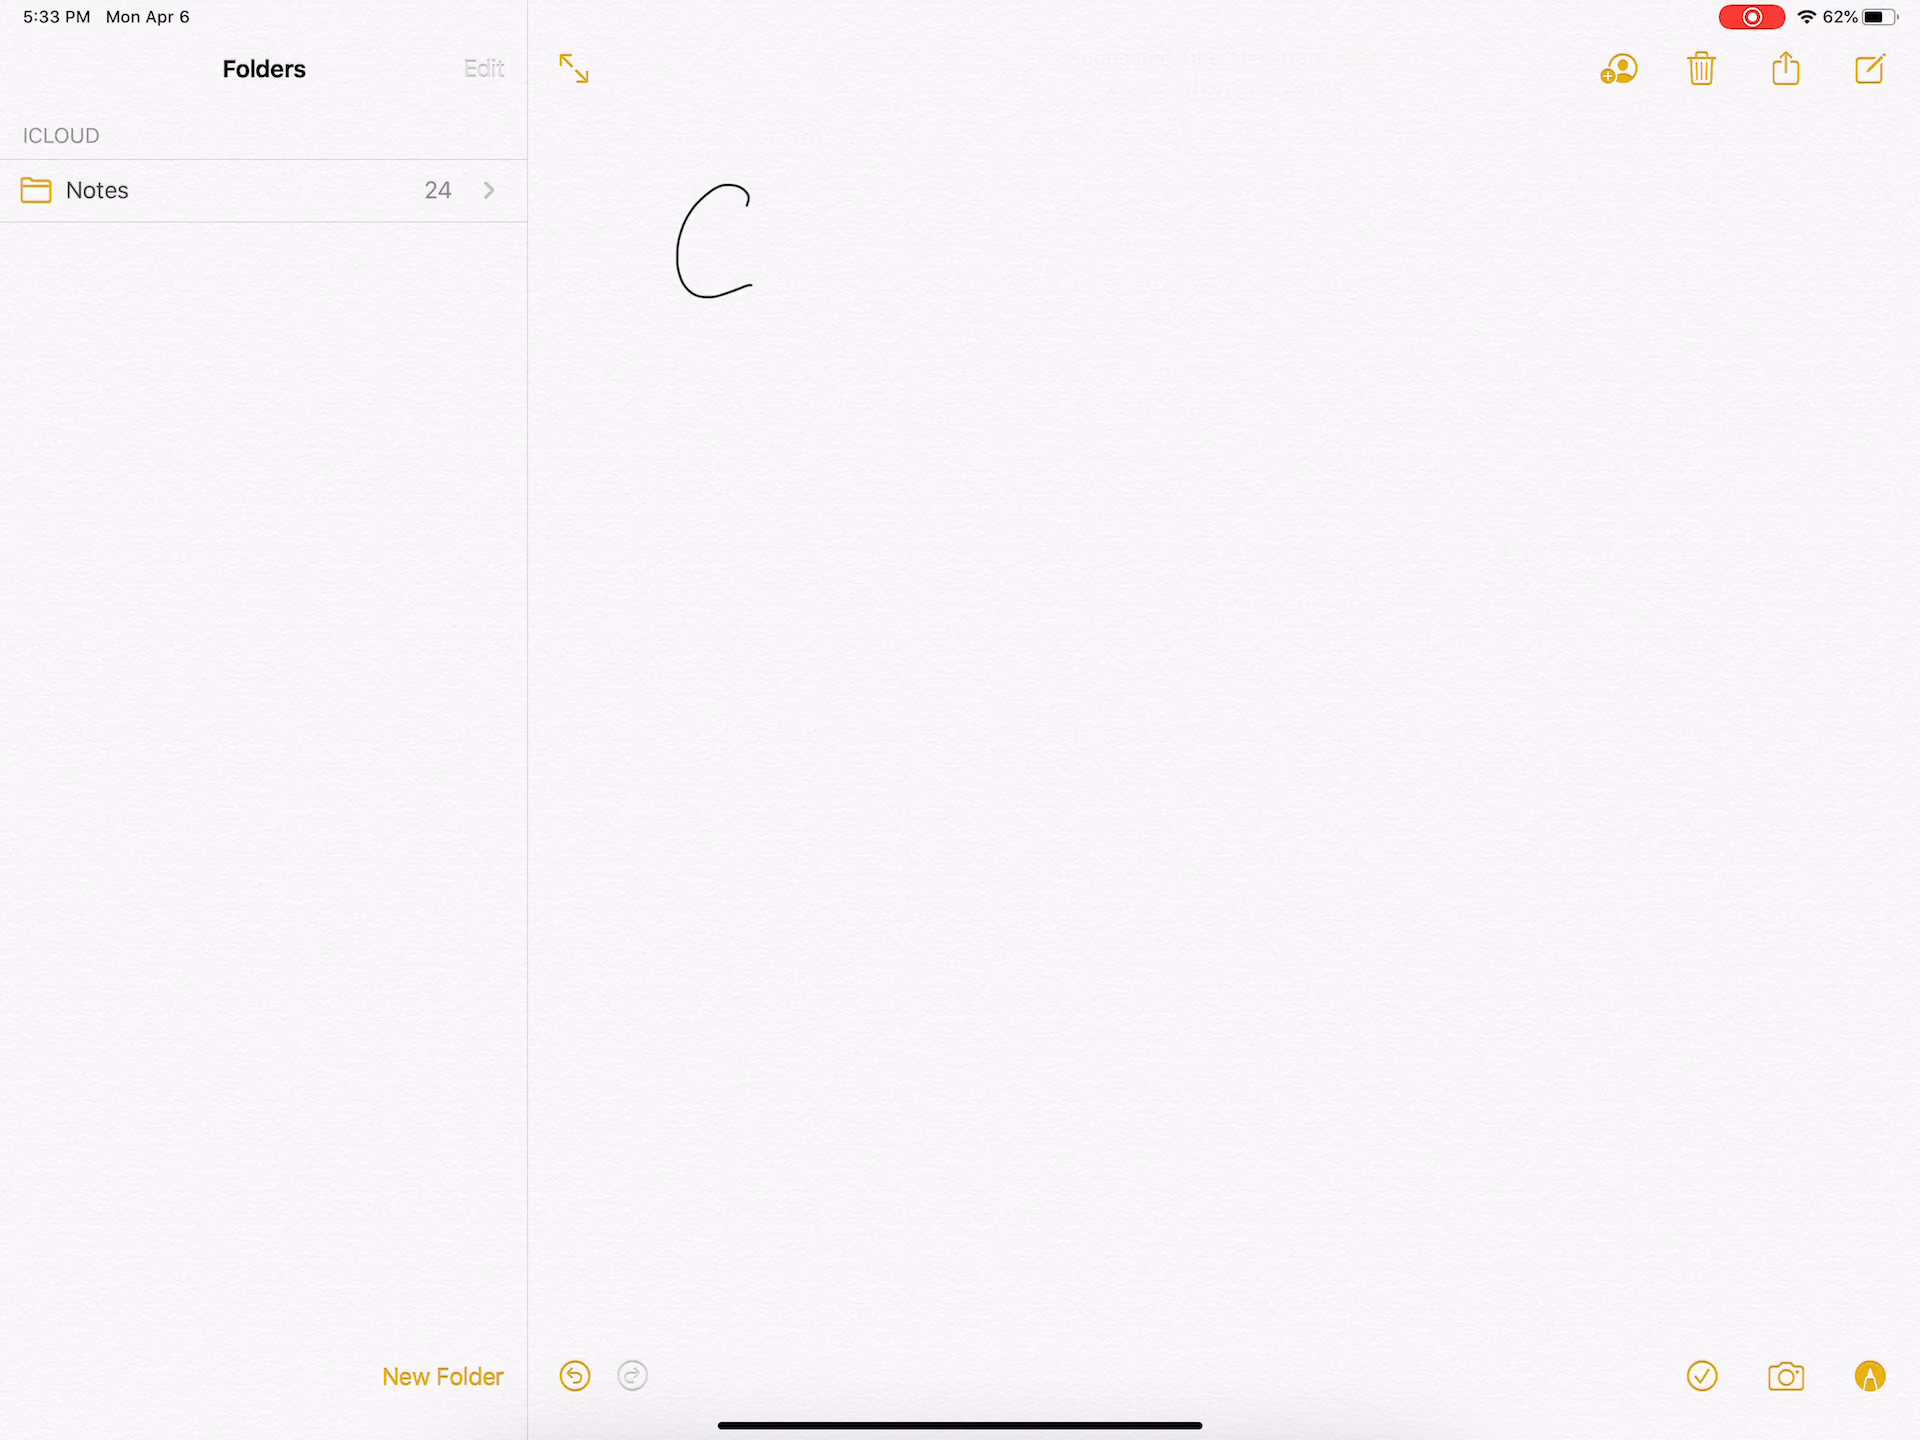 5:33 PM Mon Apr 6 62%
Folders Edit
ICLOUD
Notes 24
C
New Folder